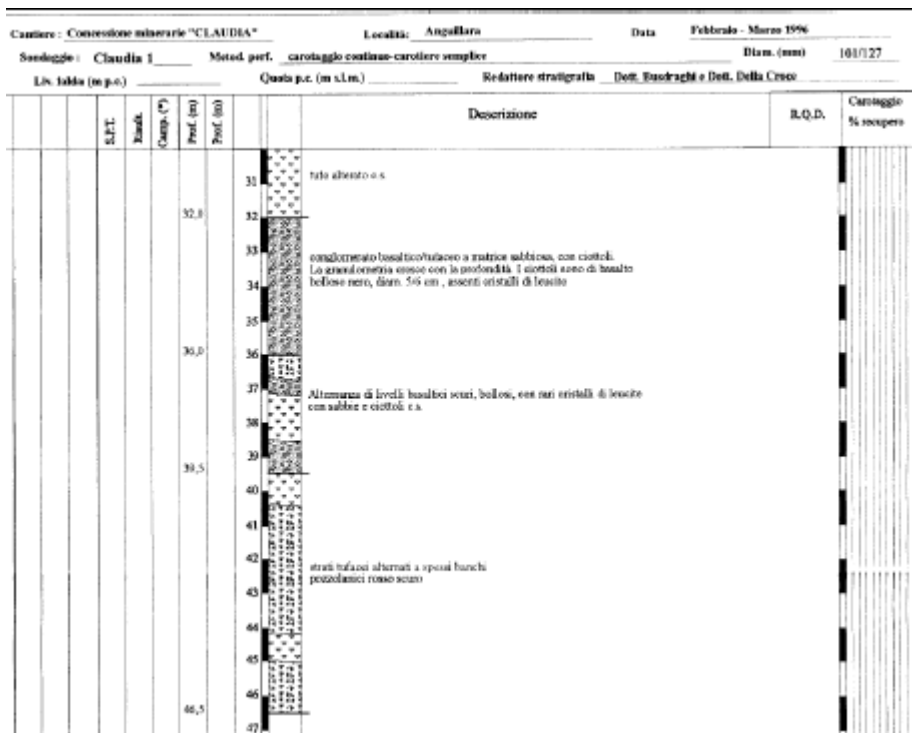 Cantiere : Concessione minerarie "CLAUDIA" Località: Anguillara Data Febbraio - Marzo 1996
Sondaggio : Claudia 1 Metod. perf. carotaggio continuo-carotiere semplice Diam. (mm) 101/127
Liv. falda (m p.c.) Quota p.c. (m s.l.m.) Redattore stratigrafia Dott. Busdraghi e Dott. Della Croce
S.P.T. Risult. Camp. (*) Prof. (m) Prof. (m) Descrizione R.Q.D. Carotaggio
% recupero
31 tufo alterato c.s.
32,0 32
33 conglomerato basaltico/tufaceo a matrice sabbiosa, con ciottoli.
La granulometria cresce con la profondità. I ciottoli sono di basalto
34 bolloso nero, diam. 5/6 cm , assenti cristalli di leucite
35
36,0 36
37 Alternanza di livelli basaltici scuri, bollosi, con rari cristalli di leucite
con sabbie e ciottoli c.s.
38
39
39,5
40
41
42 strati tufacei alternati a spessi banchi
pozzolanici rosso scuro
43
44
45
46
46,5
47